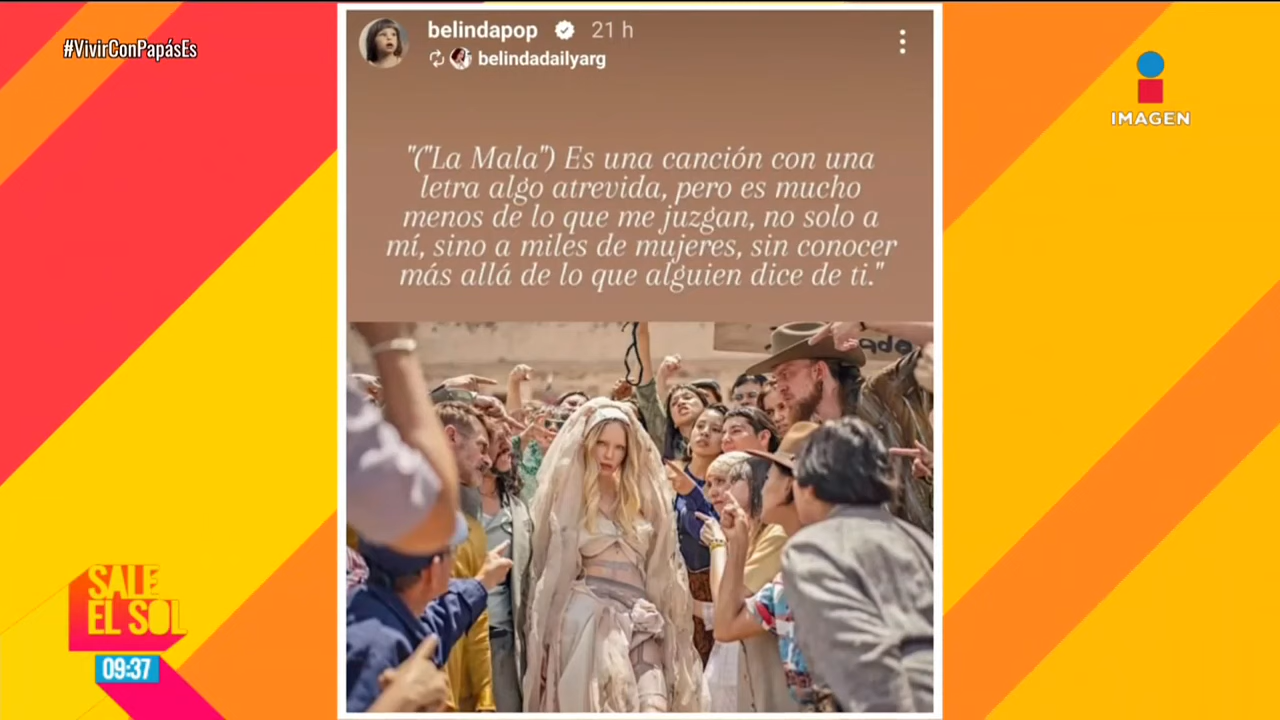 #VivirConPapásEs
belindapop 21 h
belindadailyarg
IMAGEN
"("La Mala") Es una canción con una
letra algo atrevida, pero es mucho
menos de lo que me juzgan, no solo a
mí, sino a miles de mujeres, sin conocer
más allá de lo que alguien dice de ti."
SALE
EL SOL
09:37